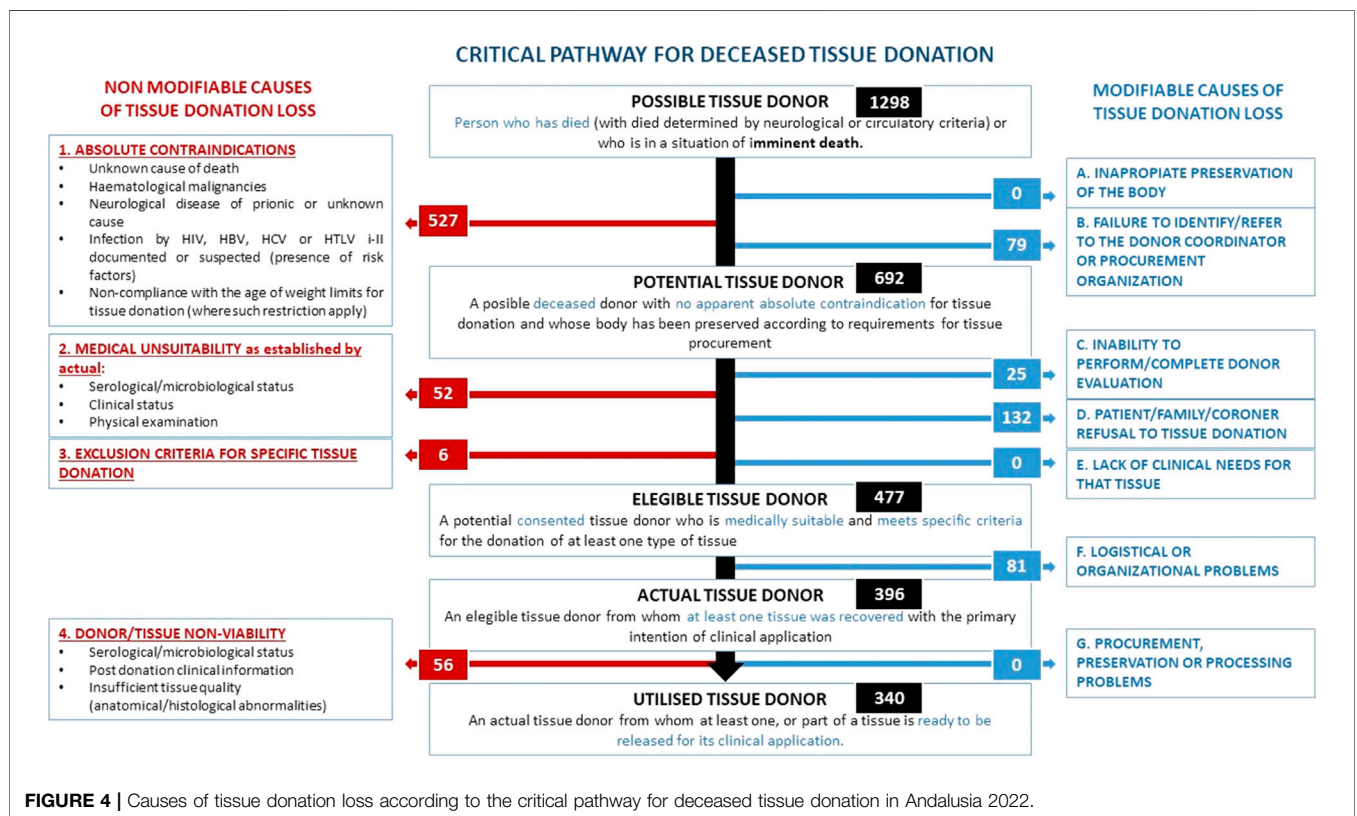 CRITICAL PATHWAY FOR DECEASED TISSUE DONATION
NON MODIFIABLE CAUSES
OF TISSUE DONATION LOSS
1. ABSOLUTE CONTRAINDICATIONS
• Unknown cause of death
• Haematological malignancies
• Neurological disease of prionic or unknown
cause
• Infection by HIV, HBV, HCV or HTLV i-II
documented or suspected (presence of risk
factors)
• Non-compliance with the age of weight limits for
tissue donation (where such restriction apply)
2. MEDICAL UNSUITABILITY as established by
actual:
• Serological/microbiological status
• Clinical status
• Physical examination
3. EXCLUSION CRITERIA FOR SPECIFIC TISSUE
DONATION
4. DONOR/TISSUE NON-VIABILITY
• Serological/microbiological status
• Post donation clinical information
• Insufficient tissue quality
(anatomical/histological abnormalities)
527
52
6
56
POSSIBLE TISSUE DONOR 1298
Person who has died (with died determined by neurological or circulatory criteria) or
who is in a situation of imminent death.
POTENTIAL TISSUE DONOR 692
A posible deceased donor with no apparent absolute contraindication for tissue
donation and whose body has been preserved according to requirements for tissue
procurement
ELEGIBLE TISSUE DONOR 477
A potential consented tissue donor who is medically suitable and meets specific criteria
for the donation of at least one type of tissue
ACTUAL TISSUE DONOR 396
An elegible tissue donor from whom at least one tissue was recovered with the primary
intention of clinical application
UTILISED TISSUE DONOR 340
An actual tissue donor from whom at least one, or part of a tissue is ready to be
released for its clinical application.
0
79
25
132
0
81
0
MODIFIABLE CAUSES OF
TISSUE DONATION LOSS
A. INAPROPIATE PRESERVATION
OF THE BODY
B. FAILURE TO IDENTIFY/REFER
TO THE DONOR COORDINATOR
OR PROCUREMENT
ORGANIZATION
C. INABILITY TO
PERFORM/COMPLETE DONOR
EVALUATION
D. PATIENT/FAMILY/CORONER
REFUSAL TO TISSUE DONATION
E. LACK OF CLINICAL NEEDS FOR
THAT TISSUE
F. LOGISTICAL OR
ORGANIZATIONAL PROBLEMS
G. PROCUREMENT,
PRESERVATION OR PROCESSING
PROBLEMS
FIGURE 4 | Causes of tissue donation loss according to the critical pathway for deceased tissue donation in Andalusia 2022.